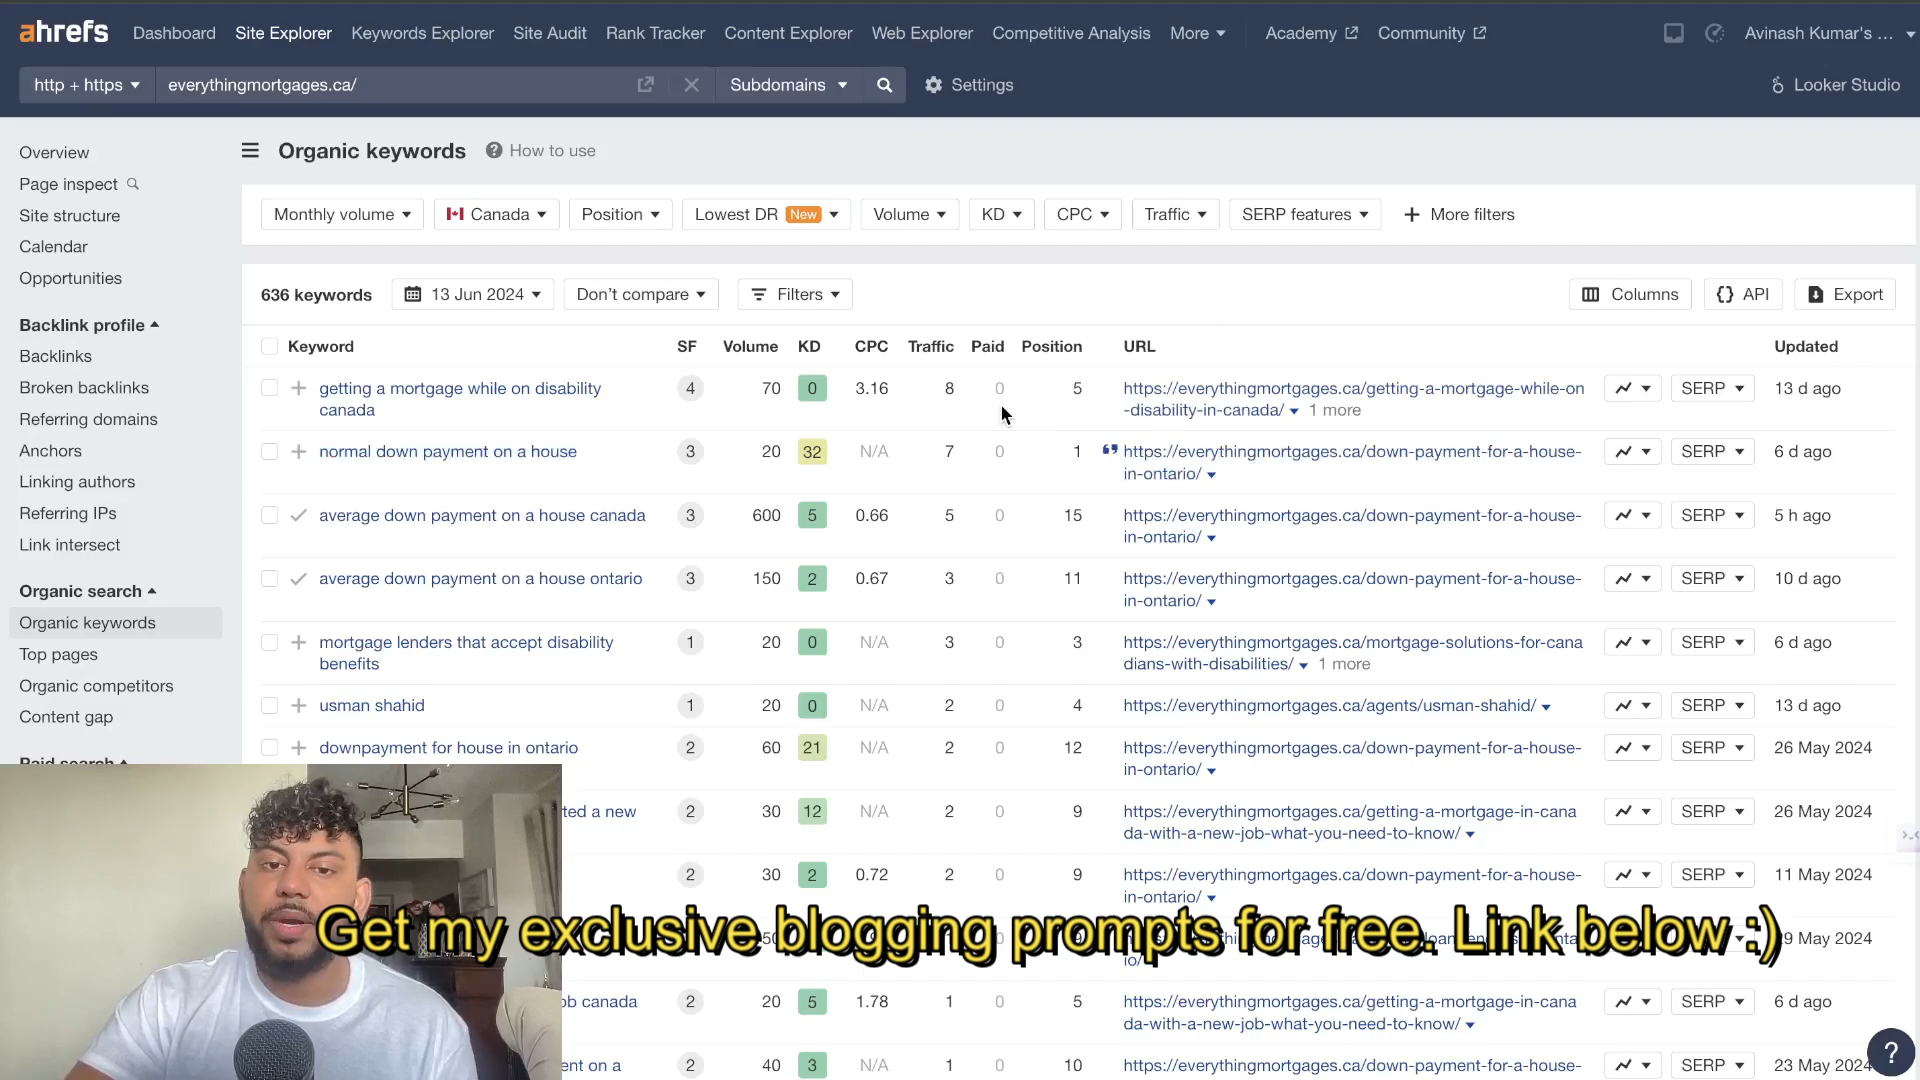 ahrefs Dashboard Site Explorer Keywords Explorer Site Audit Rank Tracker Content Explorer Web Explorer Competitive Analysis More Academy Community Avinash Kumar's ...
http + https everythingmortgages.ca/ Subdomains Settings Looker Studio
Overview
Page inspect
Site structure
Calendar
Opportunities
Backlink profile
Backlinks
Broken backlinks
Referring domains
Anchors
Linking authors
Referring IPs
Link intersect
Organic search
Organic keywords
Top pages
Organic competitors
Content gap
Paid search
Organic keywords How to use
Monthly volume Canada Position Lowest DR New Volume KD CPC Traffic SERP features More filters
636 keywords 13 Jun 2024 Don't compare Filters Columns API Export
Keyword SF Volume KD CPC Traffic Paid Position URL Updated
getting a mortgage while on disability 4 70 0 3.16 8 0 5 https://everythingmortgages.ca/getting-a-mortgage-while-on SERP 13 d ago
canada -disability-in-canada/ 1 more
normal down payment on a house 3 20 32 N/A 7 0 1 https://everythingmortgages.ca/down-payment-for-a-house- SERP 6 d ago
in-ontario/
average down payment on a house canada 3 600 5 0.66 5 0 15 https://everythingmortgages.ca/down-payment-for-a-house- SERP 5 h ago
in-ontario/
average down payment on a house ontario 3 150 2 0.67 3 0 11 https://everythingmortgages.ca/down-payment-for-a-house- SERP 10 d ago
in-ontario/
mortgage lenders that accept disability 1 20 0 N/A 3 0 3 https://everythingmortgages.ca/mortgage-solutions-for-cana SERP 6 d ago
benefits dians-with-disabilities/ 1 more
usman shahid 1 20 0 N/A 2 0 4 https://everythingmortgages.ca/agents/usman-shahid/ SERP 13 d ago
downpayment for house in ontario 2 60 21 N/A 2 0 12 https://everythingmortgages.ca/down-payment-for-a-house- SERP 26 May 2024
in-ontario/
ted a new 2 30 12 N/A 2 0 9 https://everythingmortgages.ca/getting-a-mortgage-in-cana SERP 26 May 2024
da-with-a-new-job-what-you-need-to-know/
2 30 2 0.72 2 0 9 https://everythingmortgages.ca/down-payment-for-a-house- SERP 11 May 2024
in-ontario/
Get my exclusive blogging prompts for free. Link below :)
29 May 2024
io/
ob canada 2 20 5 1.78 1 0 5 https://everythingmortgages.ca/getting-a-mortgage-in-cana SERP 6 d ago
da-with-a-new-job-what-you-need-to-know/
ent on a 2 40 3 N/A 1 0 10 https://everythingmortgages.ca/down-payment-for-a-house- SERP 23 May 2024
?